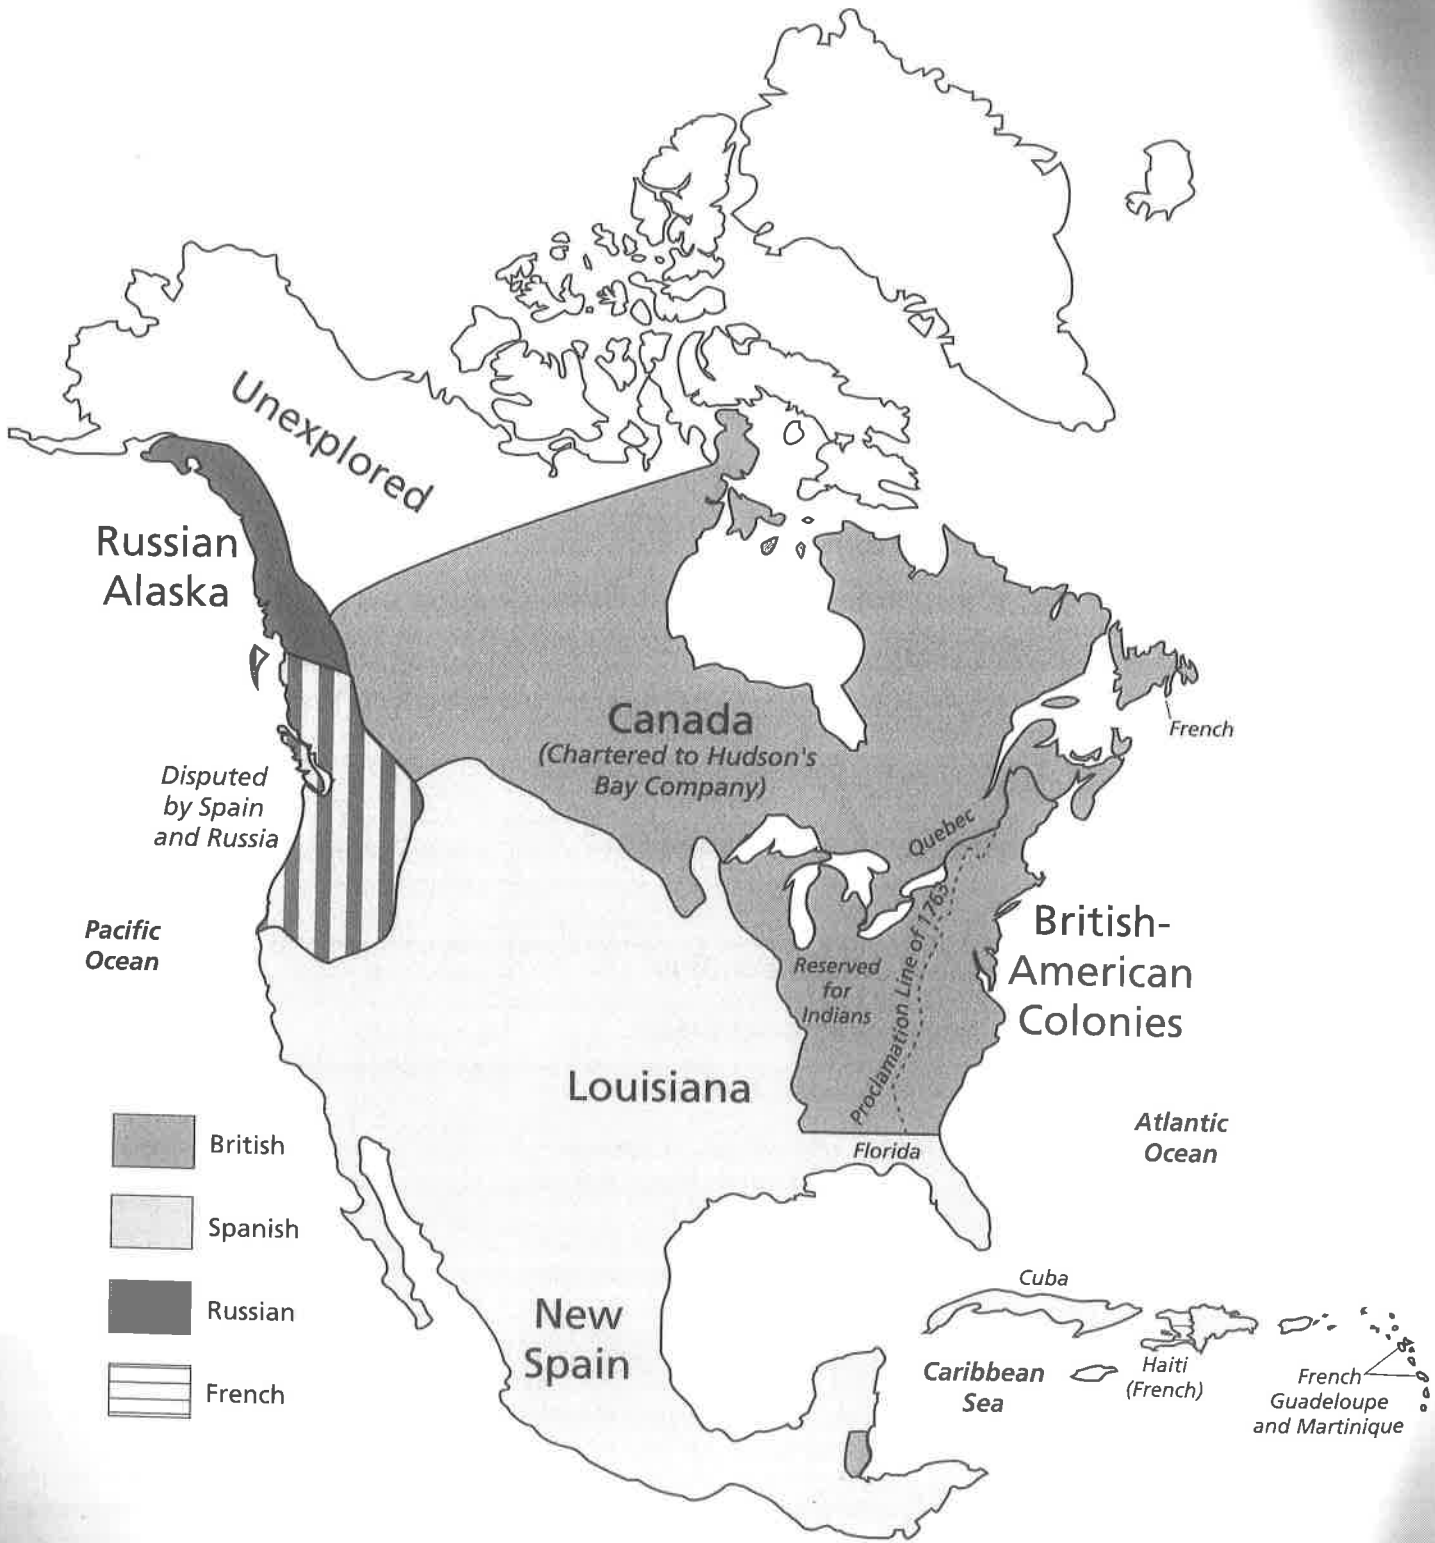 Unexplored
Russian
Alaska
Canada
(Chartered to Hudson's
Bay Company)
French
Disputed
by Spain
and Russia
Quebec
Pacific
Ocean
British-
American
Colonies
Reserved
for
Indians
Proclamation Line of 1763
Louisiana
Atlantic
Ocean
Florida
British
Spanish
Russian
French
New
Spain
Cuba
Caribbean
Sea
Haiti
(French)
French
Guadeloupe
and Martinique